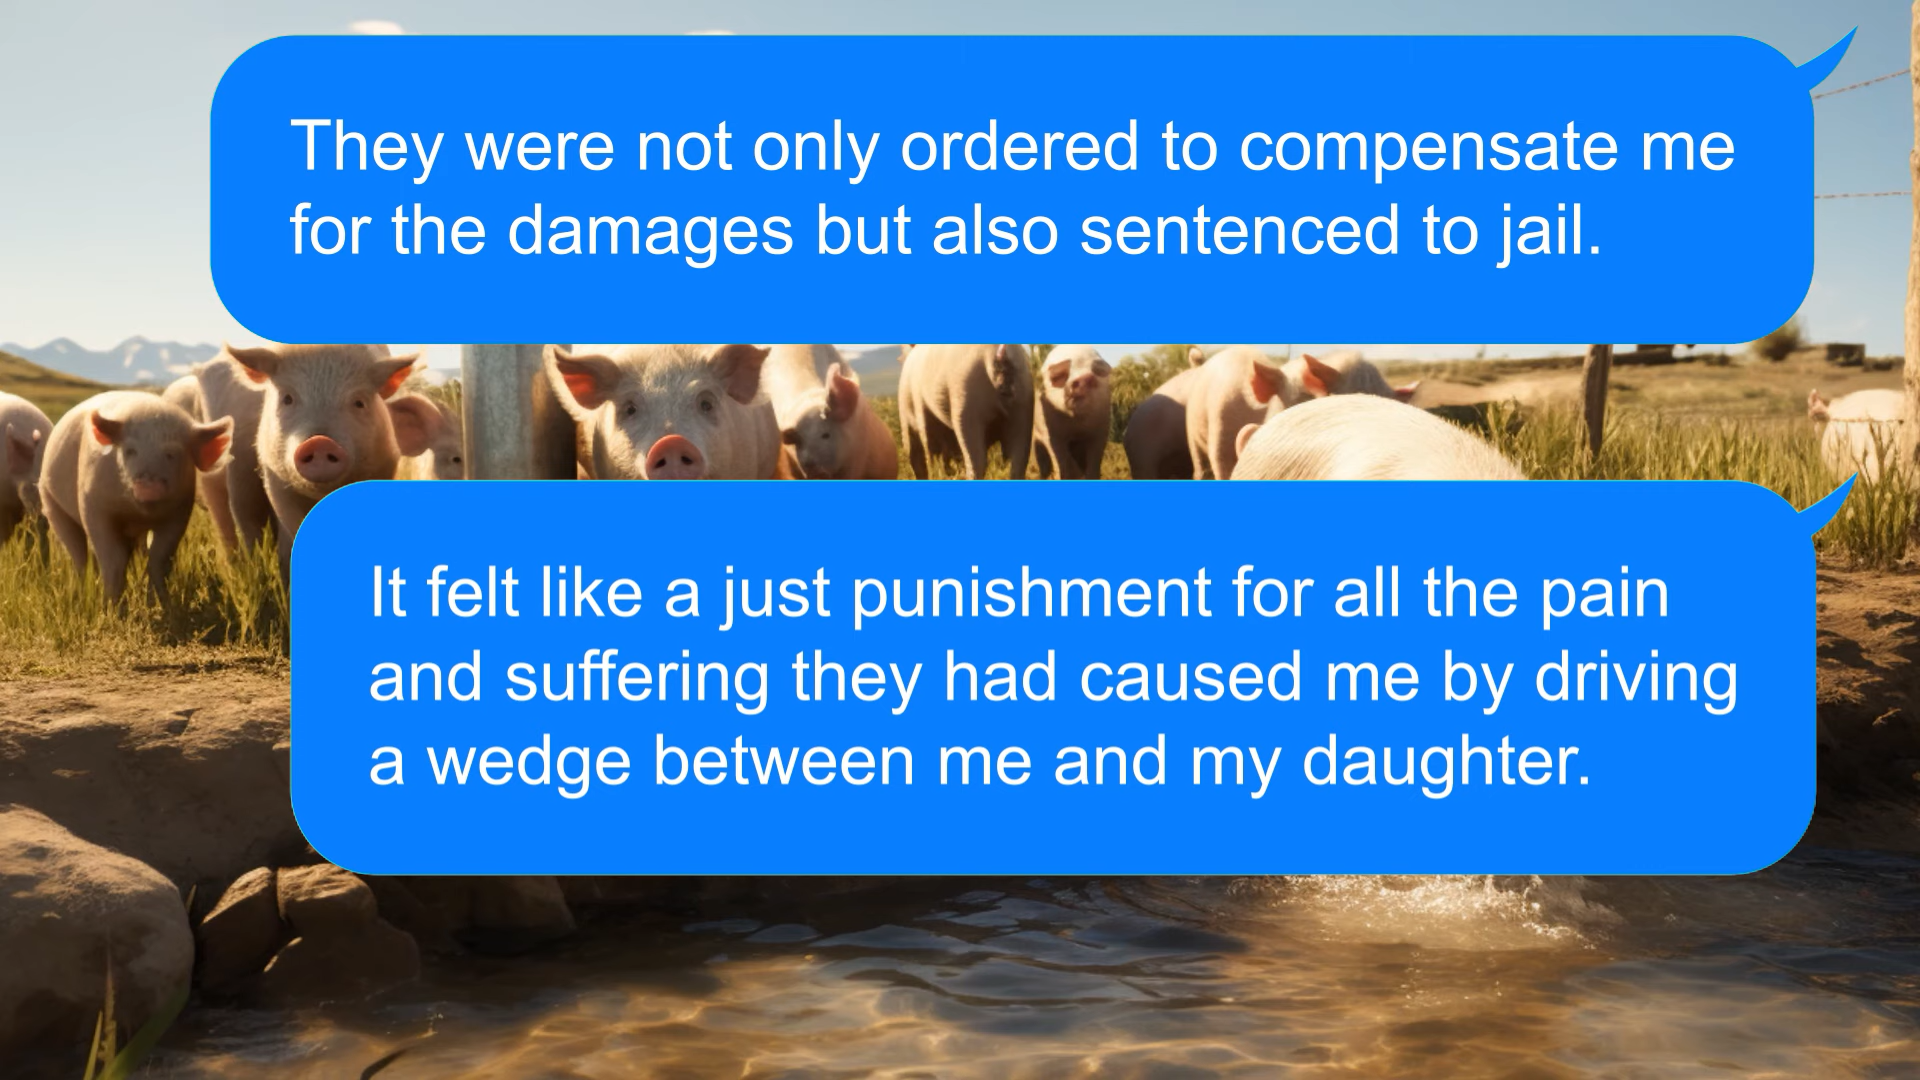 They were not only ordered to compensate me
for the damages but also sentenced to jail.
It felt like a just punishment for all the pain
and suffering they had caused me by driving
a wedge between me and my daughter.